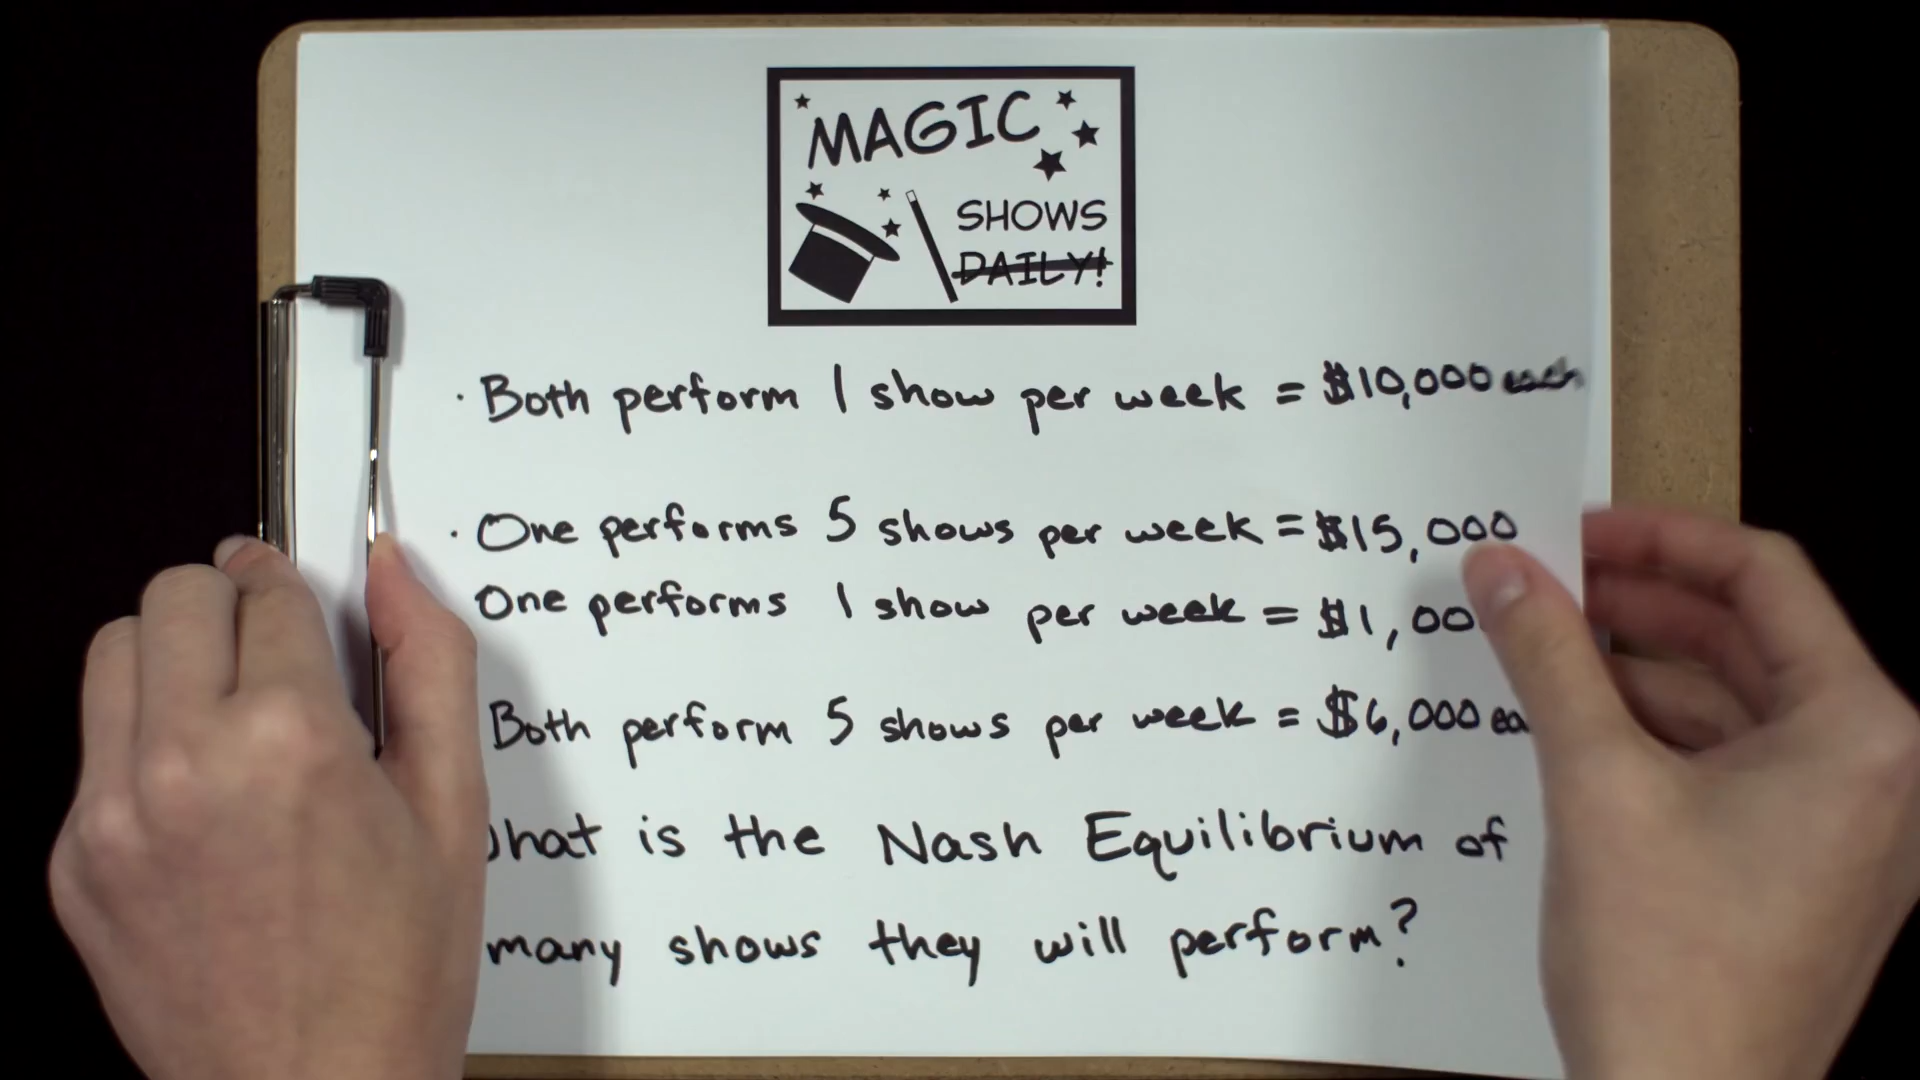 MAGIC
SHOWS
DAILY!
· Both perform 1 show per week = $10,000 each
· One performs 5 shows per week = $15,000
One performs 1 show per week = $1,00
Both perform 5 shows per week = $6,000 ea
hat is the Nash Equilibrium of
many shows they will perform?